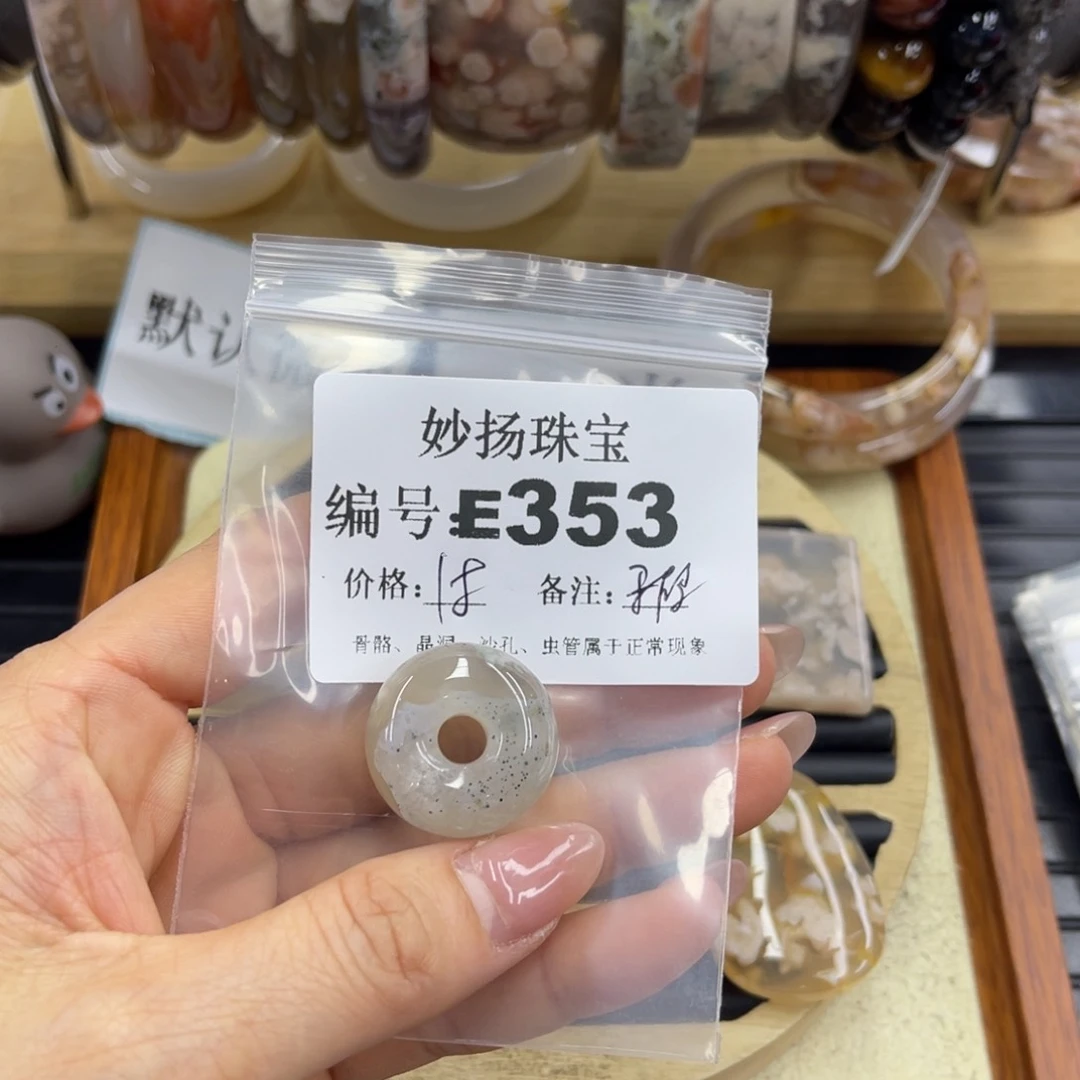 默认
妙扬珠宝
编号:E353
价格:18 备注:
骨骼、晶洞、沙孔、虫管属于正常现象